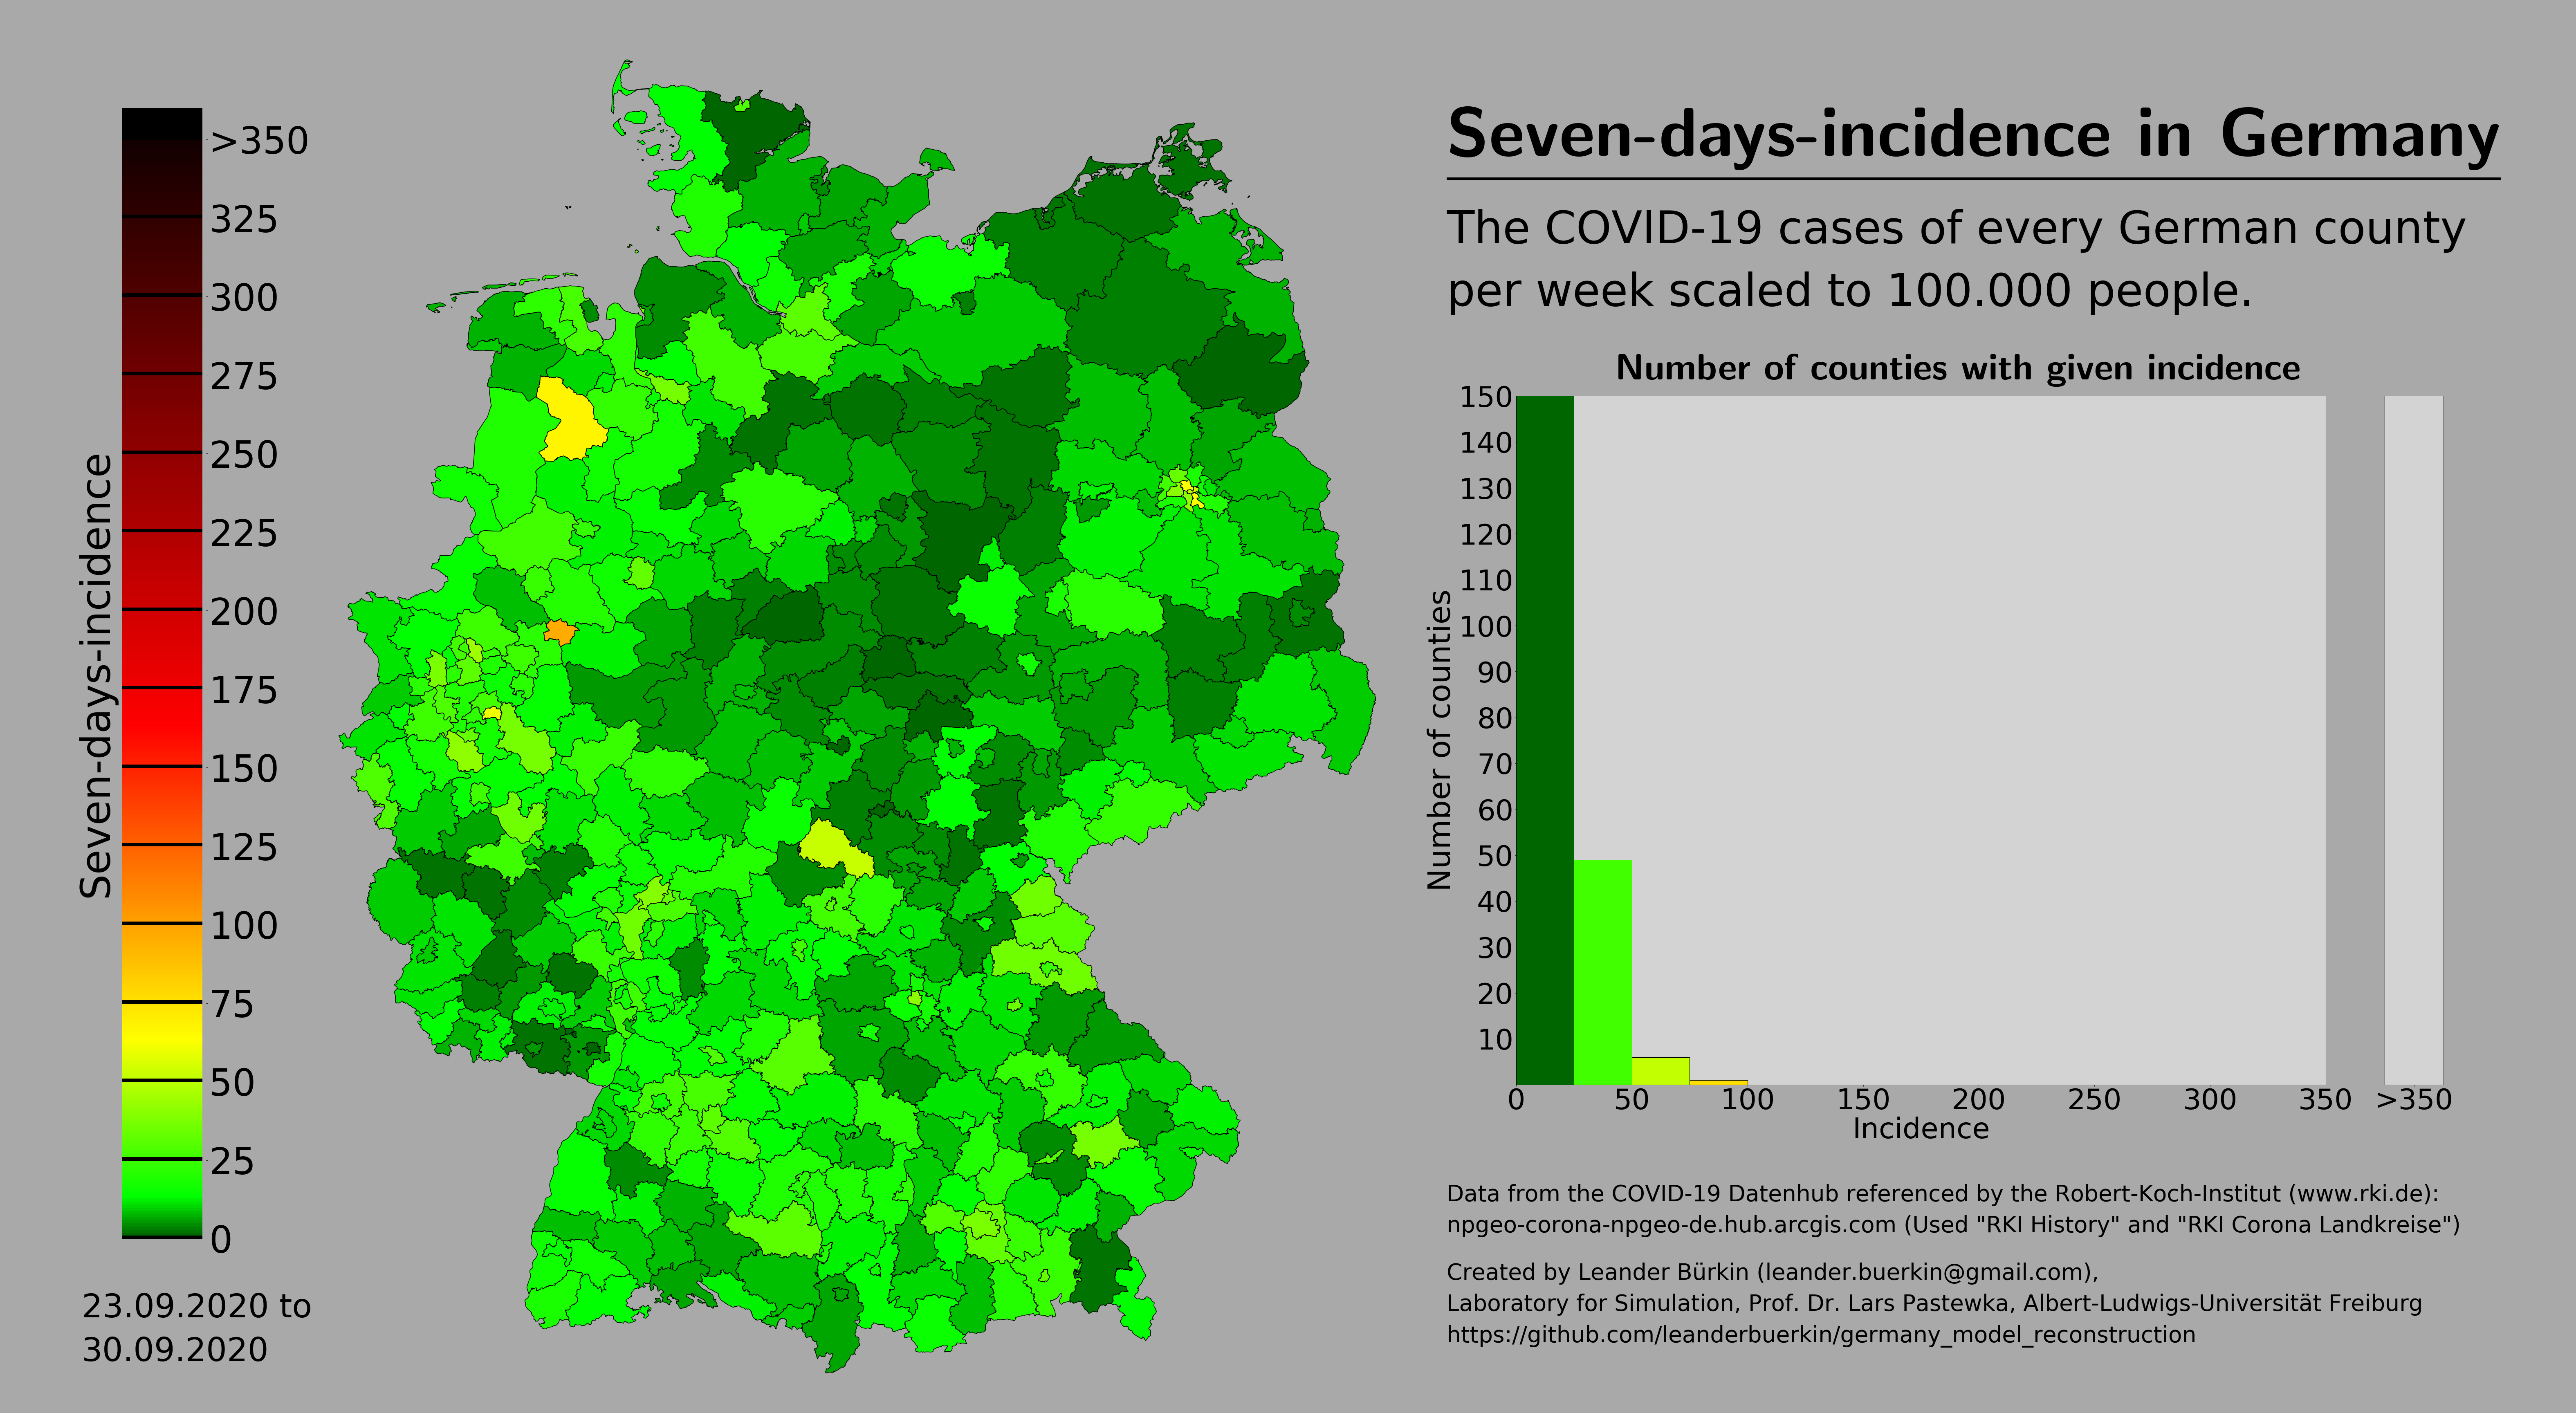 Seven-days-incidence in Germany
The COVID-19 cases of every German county
per week scaled to 100.000 people.
Seven-days-incidence
>350
325
300
275
250
225
200
175
150
125
100
75
50
25
0
23.09.2020 to
30.09.2020
Number of counties with given incidence
Number of counties
150
140
130
120
110
100
90
80
70
60
50
40
30
20
10
0 50 100 150 200 250 300 350 >350
Incidence
Data from the COVID-19 Datenhub referenced by the Robert-Koch-Institut (www.rki.de):
npgeo-corona-npgeo-de.hub.arcgis.com (Used "RKI History" and "RKI Corona Landkreise")
Created by Leander Bürkin (leander.buerkin@gmail.com),
Laboratory for Simulation, Prof. Dr. Lars Pastewka, Albert-Ludwigs-Universität Freiburg
https://github.com/leanderbuerkin/germany_model_reconstruction